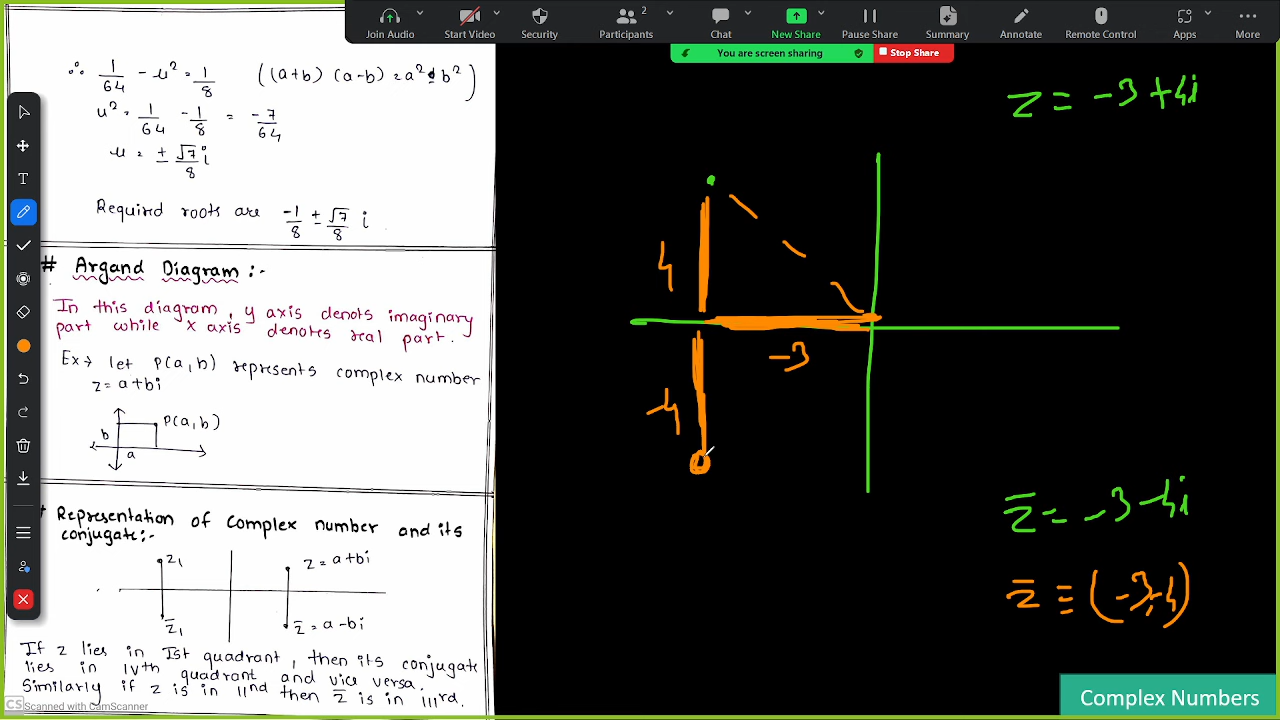 Join Audio
Start Video
Security
Participants
2
Chat
Share
New Share
Pause Share
Summary
Annotate
Remote Control
Apps
More
You are screen sharing
Stop Share
∴ 1/64 - u² = 1/8 ((a+b) (a-b) = a² - b²)
u² = 1/64 - 1/8 = -7/64
u = ± √7/8 i
Required roots are -1/8 ± √7/8 i
# Argand Diagram :-
In this diagram, y axis denots imaginary
part while x axis denotes real part.
Ex → let P(a, b) represents complex number
z = a + bi
P(a, b)
b
a
Representation of complex number and its
conjugate:-
z₁
z = a+bi
z̄₁
z̄ = a-bi
If z lies in Ist quadrant, then its conjugate
lies in IVth quadrant and vice versa.
Similarly if z is in IInd then z̄ is in IIIrd.
CS Scanned with CamScanner
z = -3 + 4i
4
-3
-4
z̄ = -3 - 4i
z̄ ≡ (-3, -4)
Complex Numbers